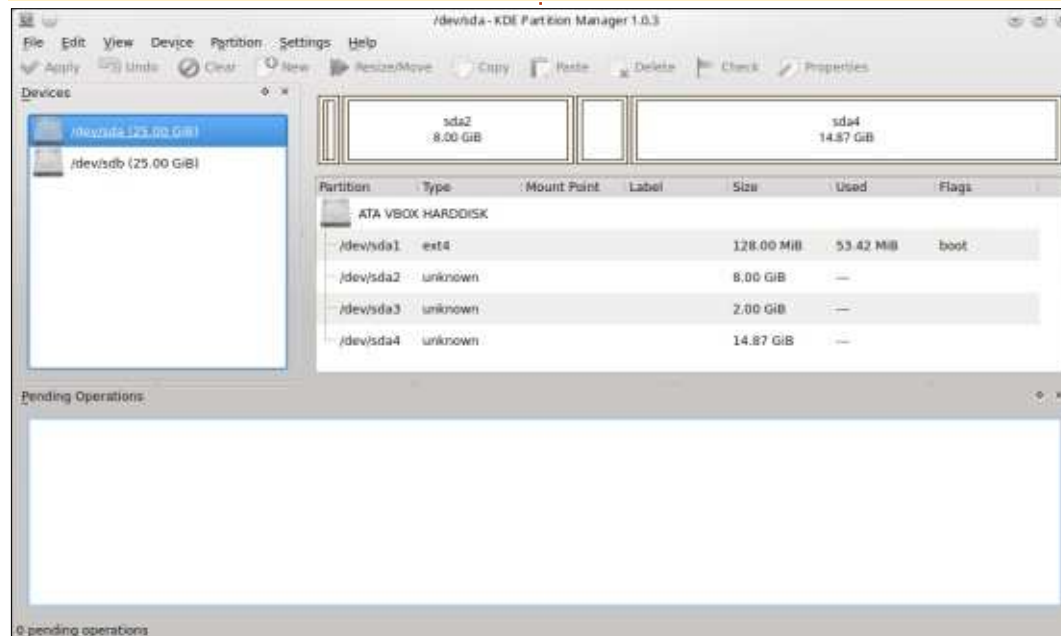 /dev/sda - KDE Partition Manager 1.0.3
File Edit View Device Partition Settings Help
Apply Undo Clear New Resize/Move Copy Paste Delete Check Properties
Devices
/dev/sda (25.00 GiB)
/dev/sdb (25.00 GiB)
sda2
8.00 GiB
sda4
14.87 GiB
Partition Type Mount Point Label Size Used Flags
ATA VBOX HARDDISK
/dev/sda1 ext4 128.00 MiB 53.42 MiB boot
/dev/sda2 unknown 8.00 GiB ---
/dev/sda3 unknown 2.00 GiB ---
/dev/sda4 unknown 14.87 GiB ---
Pending Operations
0 pending operations